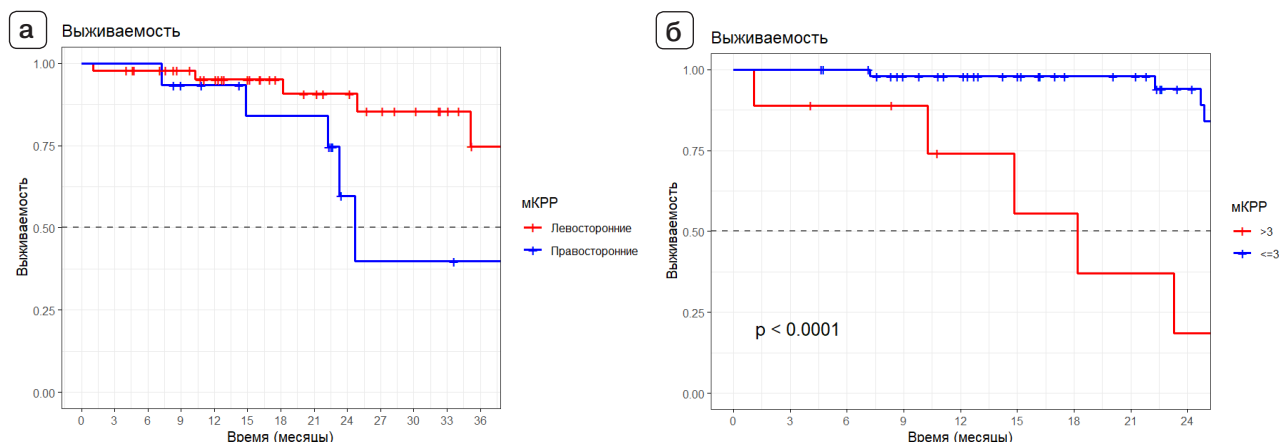 а
Выживаемость
1.00
0.75
0.50
0.25
0.00
Выживаемость
0 3 6 9 12 15 18 21 24 27 30 33 36
Время (месяцы)
мКРР
Левосторонние
Правосторонние
б
Выживаемость
1.00
0.75
0.50
0.25
0.00
Выживаемость
p < 0.0001
0 3 6 9 12 15 18 21 24
Время (месяцы)
мКРР
>3
<=3